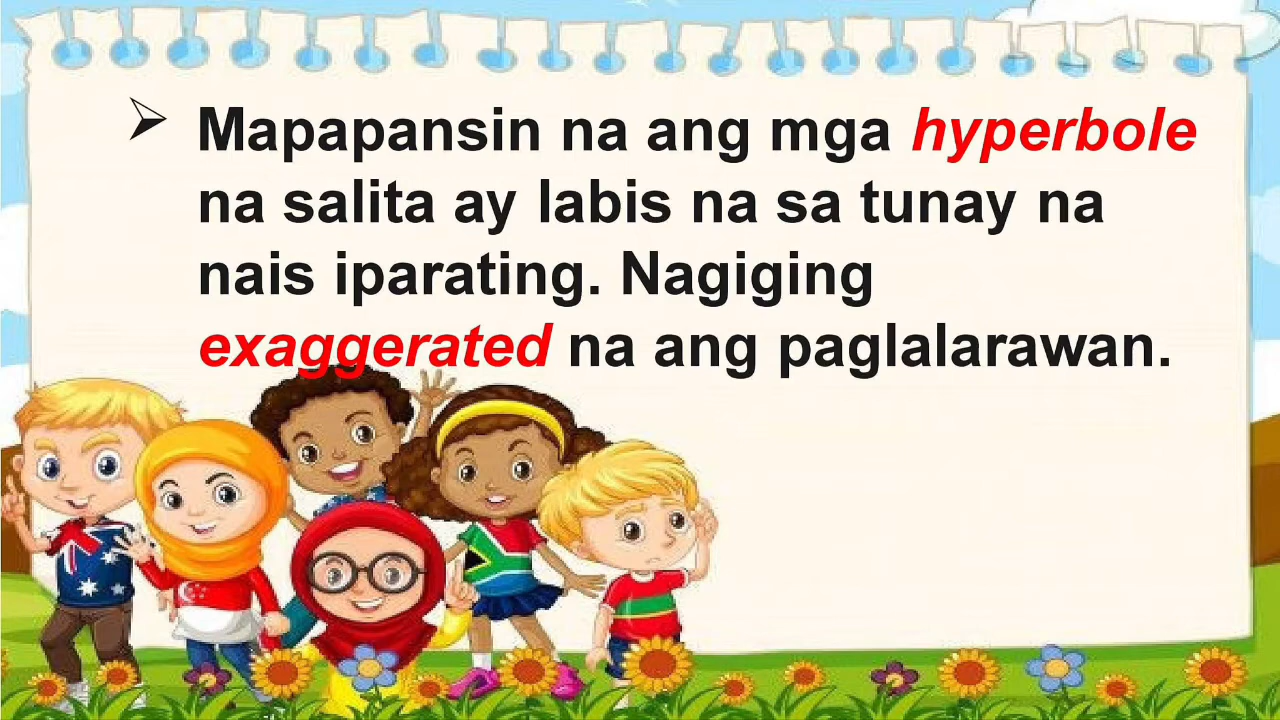 ➢ Mapapansin na ang mga hyperbole
na salita ay labis na sa tunay na
nais iparating. Nagiging
exaggerated na ang paglalarawan.